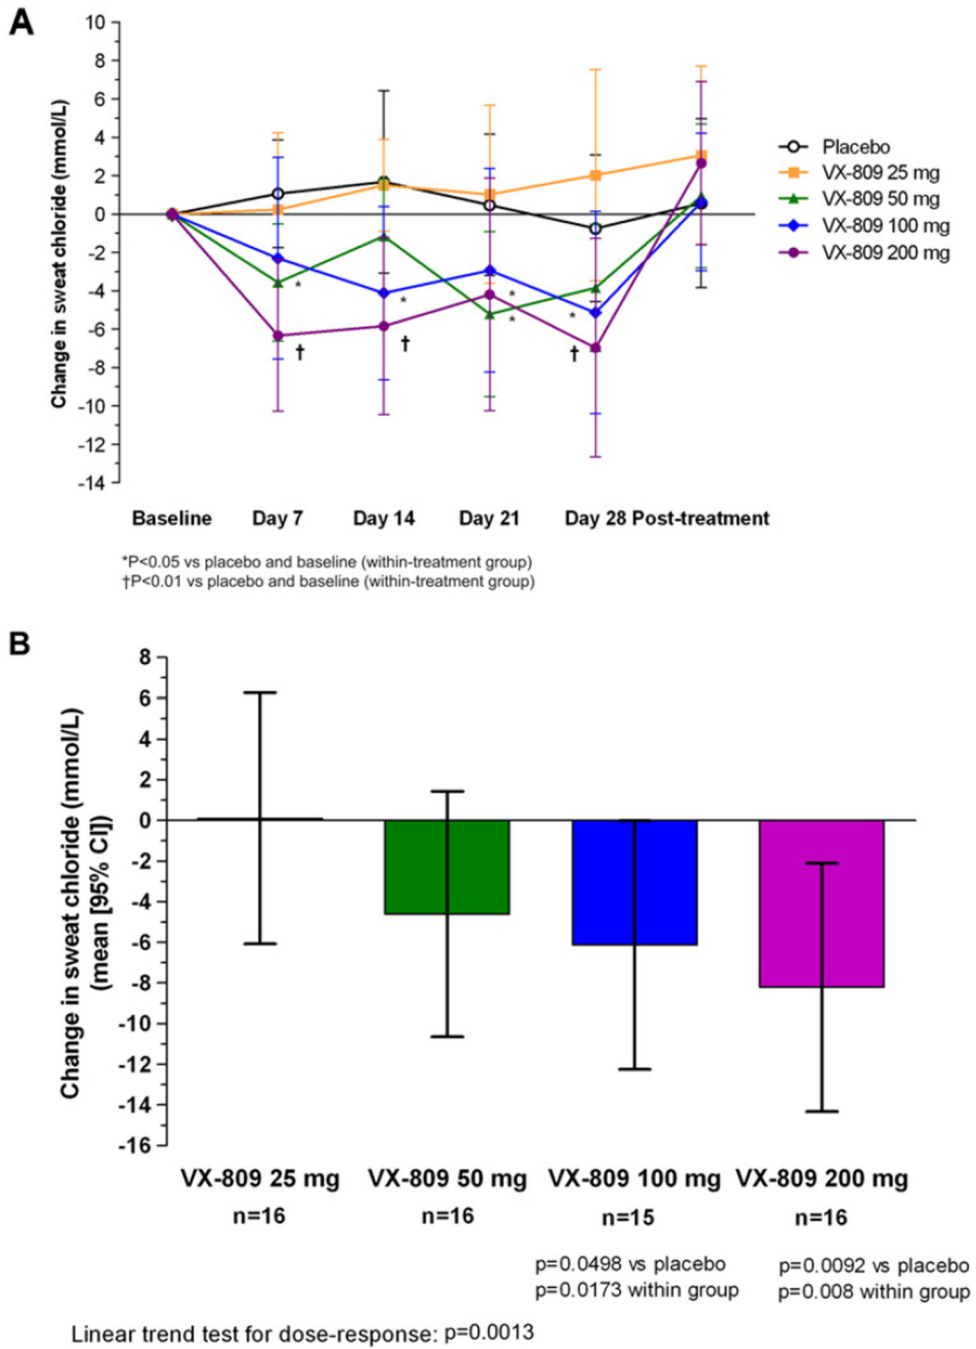 A
Change in sweat chloride (mmol/L)
10
8
6
4
2
0
-2
-4
-6
-8
-10
-12
-14
*
†
*
†
*
*
*
†
Placebo
VX-809 25 mg
VX-809 50 mg
VX-809 100 mg
VX-809 200 mg
Baseline Day 7 Day 14 Day 21 Day 28 Post-treatment
*P<0.05 vs placebo and baseline (within-treatment group)
†P<0.01 vs placebo and baseline (within-treatment group)
B
Change in sweat chloride (mmol/L)
(mean [95% CI])
8
6
4
2
0
-2
-4
-6
-8
-10
-12
-14
-16
VX-809 25 mg VX-809 50 mg VX-809 100 mg VX-809 200 mg
n=16 n=16 n=15 n=16
p=0.0498 vs placebo p=0.0092 vs placebo
p=0.0173 within group p=0.008 within group
Linear trend test for dose-response: p=0.0013